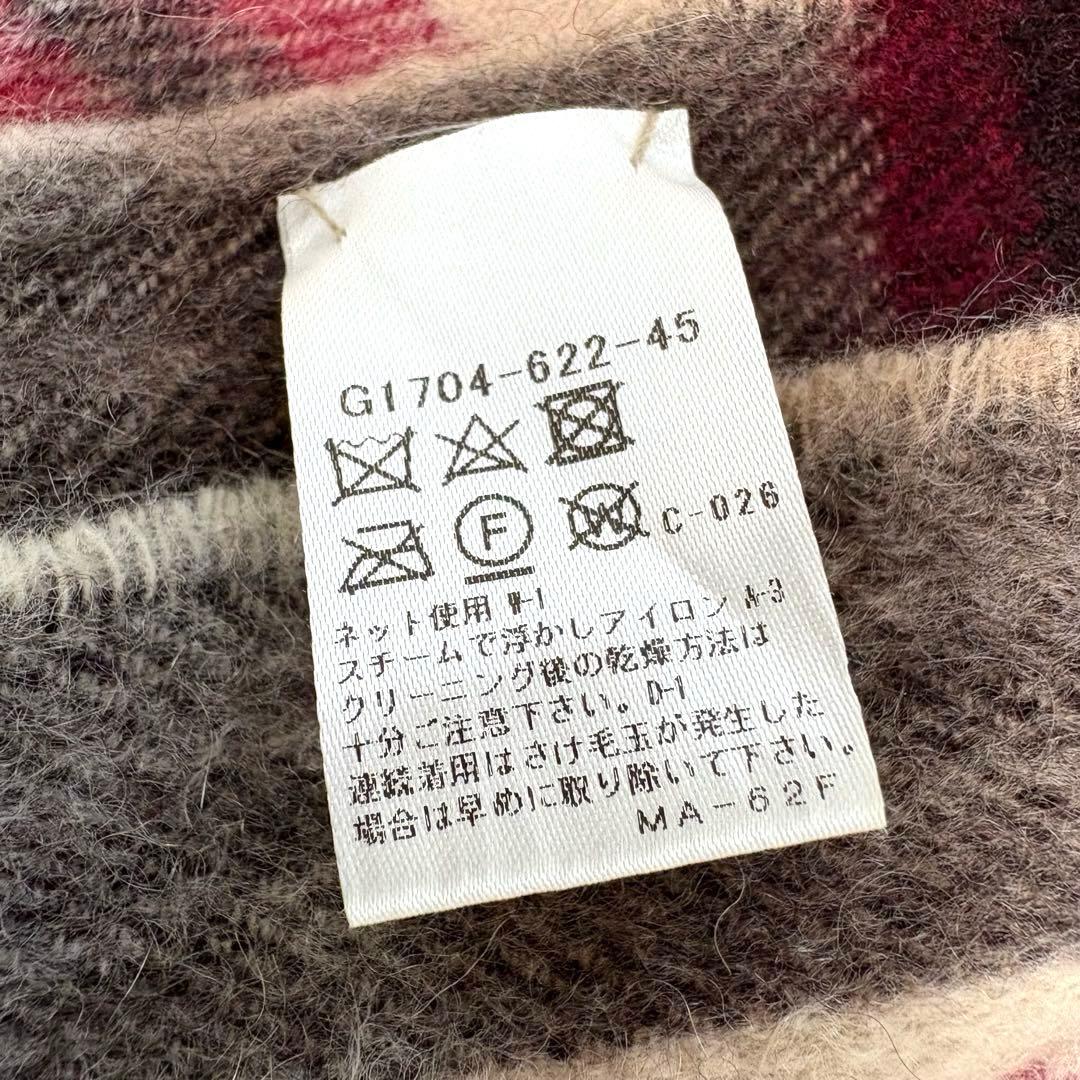 G1704-622-45
F W C-026
ネット使用 W-1
スチームで浮かしアイロン A-3
クリーニング後の乾燥方法は
十分ご注意下さい。D-1
連続着用はさけ毛玉が発生した
場合は早めに取り除いて下さい。
MA-62F